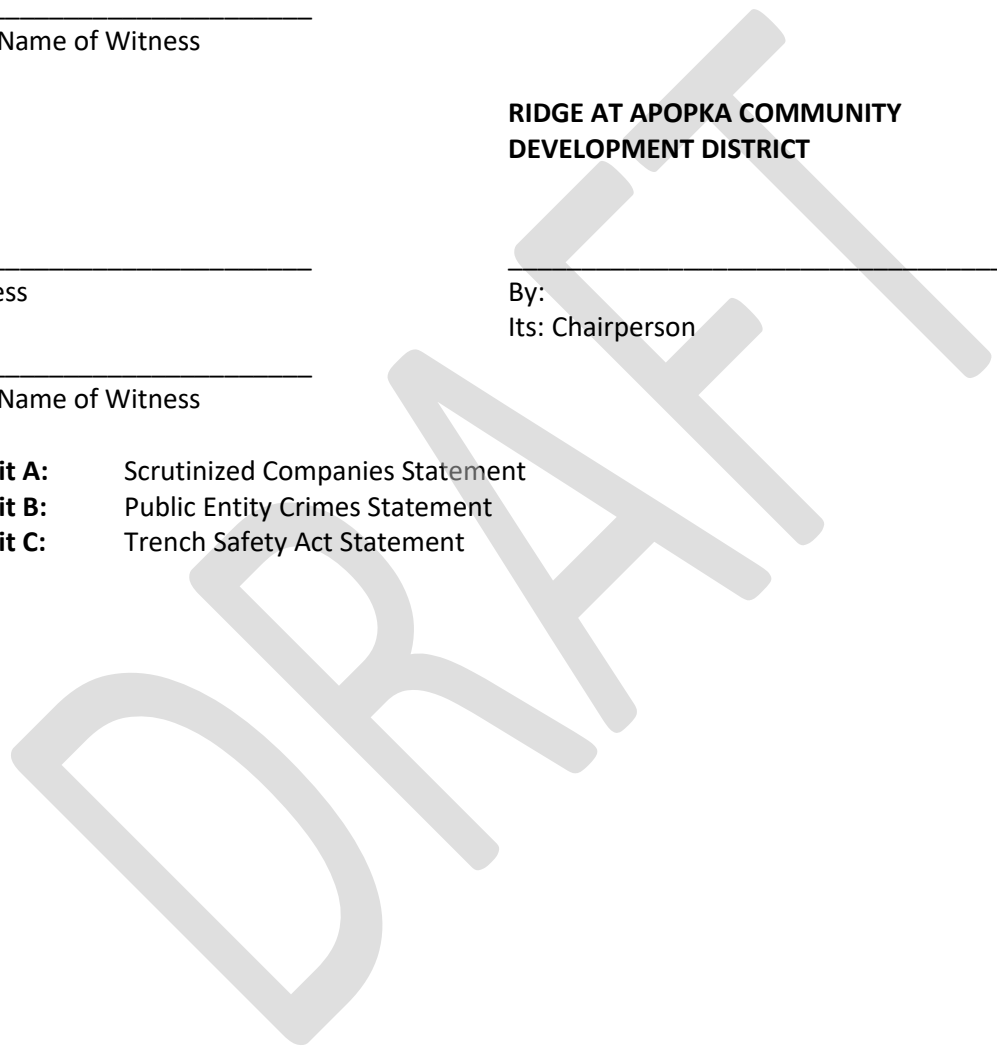 Name of Witness
RIDGE AT APOPKA COMMUNITY
DEVELOPMENT DISTRICT
ess
By:
Its: Chairperson
Name of Witness
it A: Scrutinized Companies Statement
it B: Public Entity Crimes Statement
it C: Trench Safety Act Statement
DRAFT